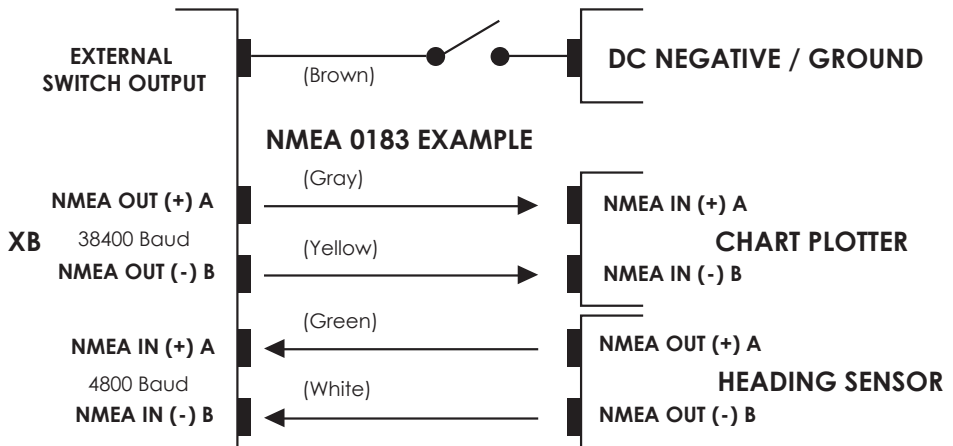 EXTERNAL
SWITCH OUTPUT
(Brown)
DC NEGATIVE / GROUND
NMEA 0183 EXAMPLE
(Gray)
NMEA OUT (+) A
NMEA IN (+) A
XB
38400 Baud
(Yellow)
CHART PLOTTER
NMEA OUT (-) B
NMEA IN (-) B
(Green)
NMEA IN (+) A
NMEA OUT (+) A
4800 Baud
(White)
HEADING SENSOR
NMEA IN (-) B
NMEA OUT (-) B